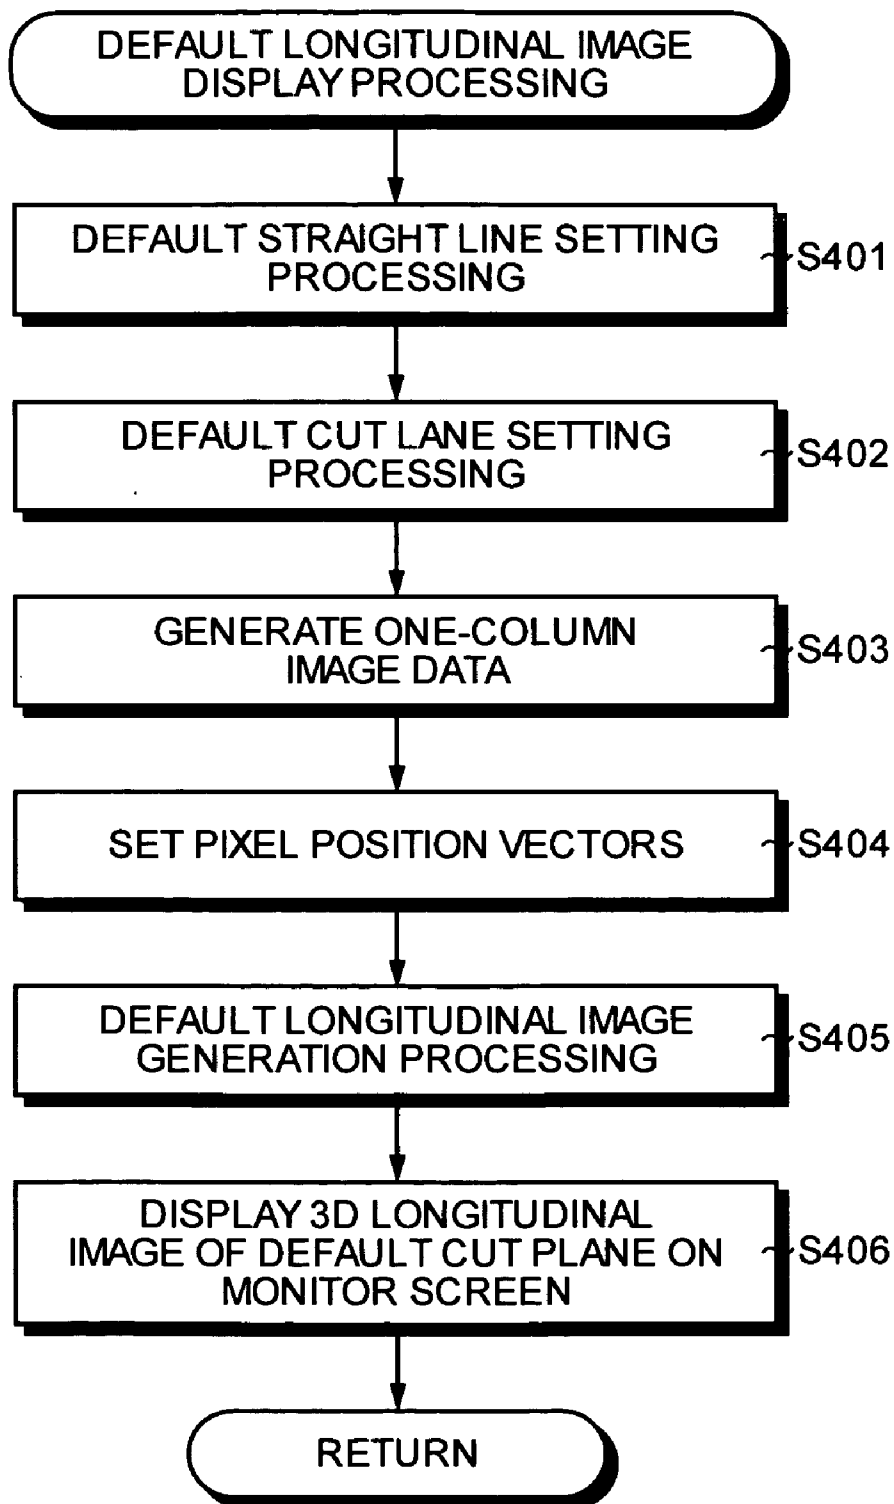 DEFAULT LONGITUDINAL IMAGE
DISPLAY PROCESSING
DEFAULT STRAIGHT LINE SETTING
PROCESSING
S401
DEFAULT CUT LANE SETTING
PROCESSING
S402
GENERATE ONE-COLUMN
IMAGE DATA
S403
SET PIXEL POSITION VECTORS
S404
DEFAULT LONGITUDINAL IMAGE
GENERATION PROCESSING
S405
DISPLAY 3D LONGITUDINAL
IMAGE OF DEFAULT CUT PLANE ON
MONITOR SCREEN
S406
RETURN